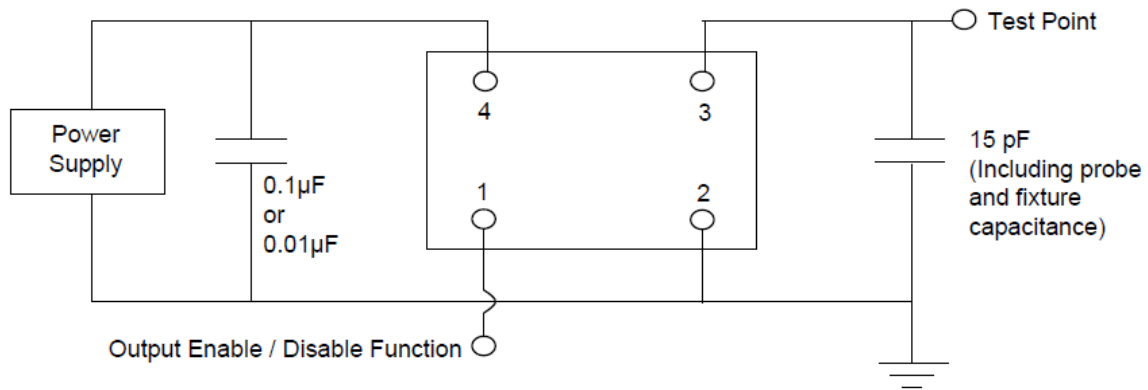 Test Point
4
3
Power
Supply
15 pF
(Including probe
and fixture
capacitance)
0.1µF
or
0.01µF
1
2
Output Enable / Disable Function